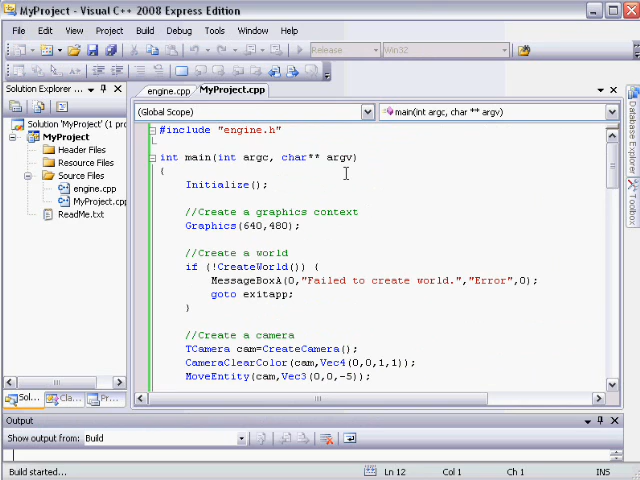 MyProject - Visual C++ 2008 Express Edition
File Edit View Project Build Debug Tools Window Help
Release Win32
Solution Explorer ...
engine.cpp MyProject.cpp
(Global Scope) main(int argc, char ** argv)
Solution 'MyProject' (1 pro
MyProject
Header Files
Resource Files
Source Files
engine.cpp
MyProject.cpp
ReadMe.txt
#include "engine.h"
int main(int argc, char** argv)
{
Initialize();
//Create a graphics context
Graphics(640,480);
//Create a world
if (!CreateWorld()) {
MessageBoxA(0,"Failed to create world.","Error",0);
goto exitapp;
}
//Create a camera
TCamera cam=CreateCamera();
CameraClearColor(cam,Vec4(0,0,1,1));
MoveEntity(cam,Vec3(0,0,-5));
Database Explorer
Toolbox
Sol... Cla... Pr...
Output
Show output from: Build
Build started... Ln 12 Col 1 Ch 1 INS